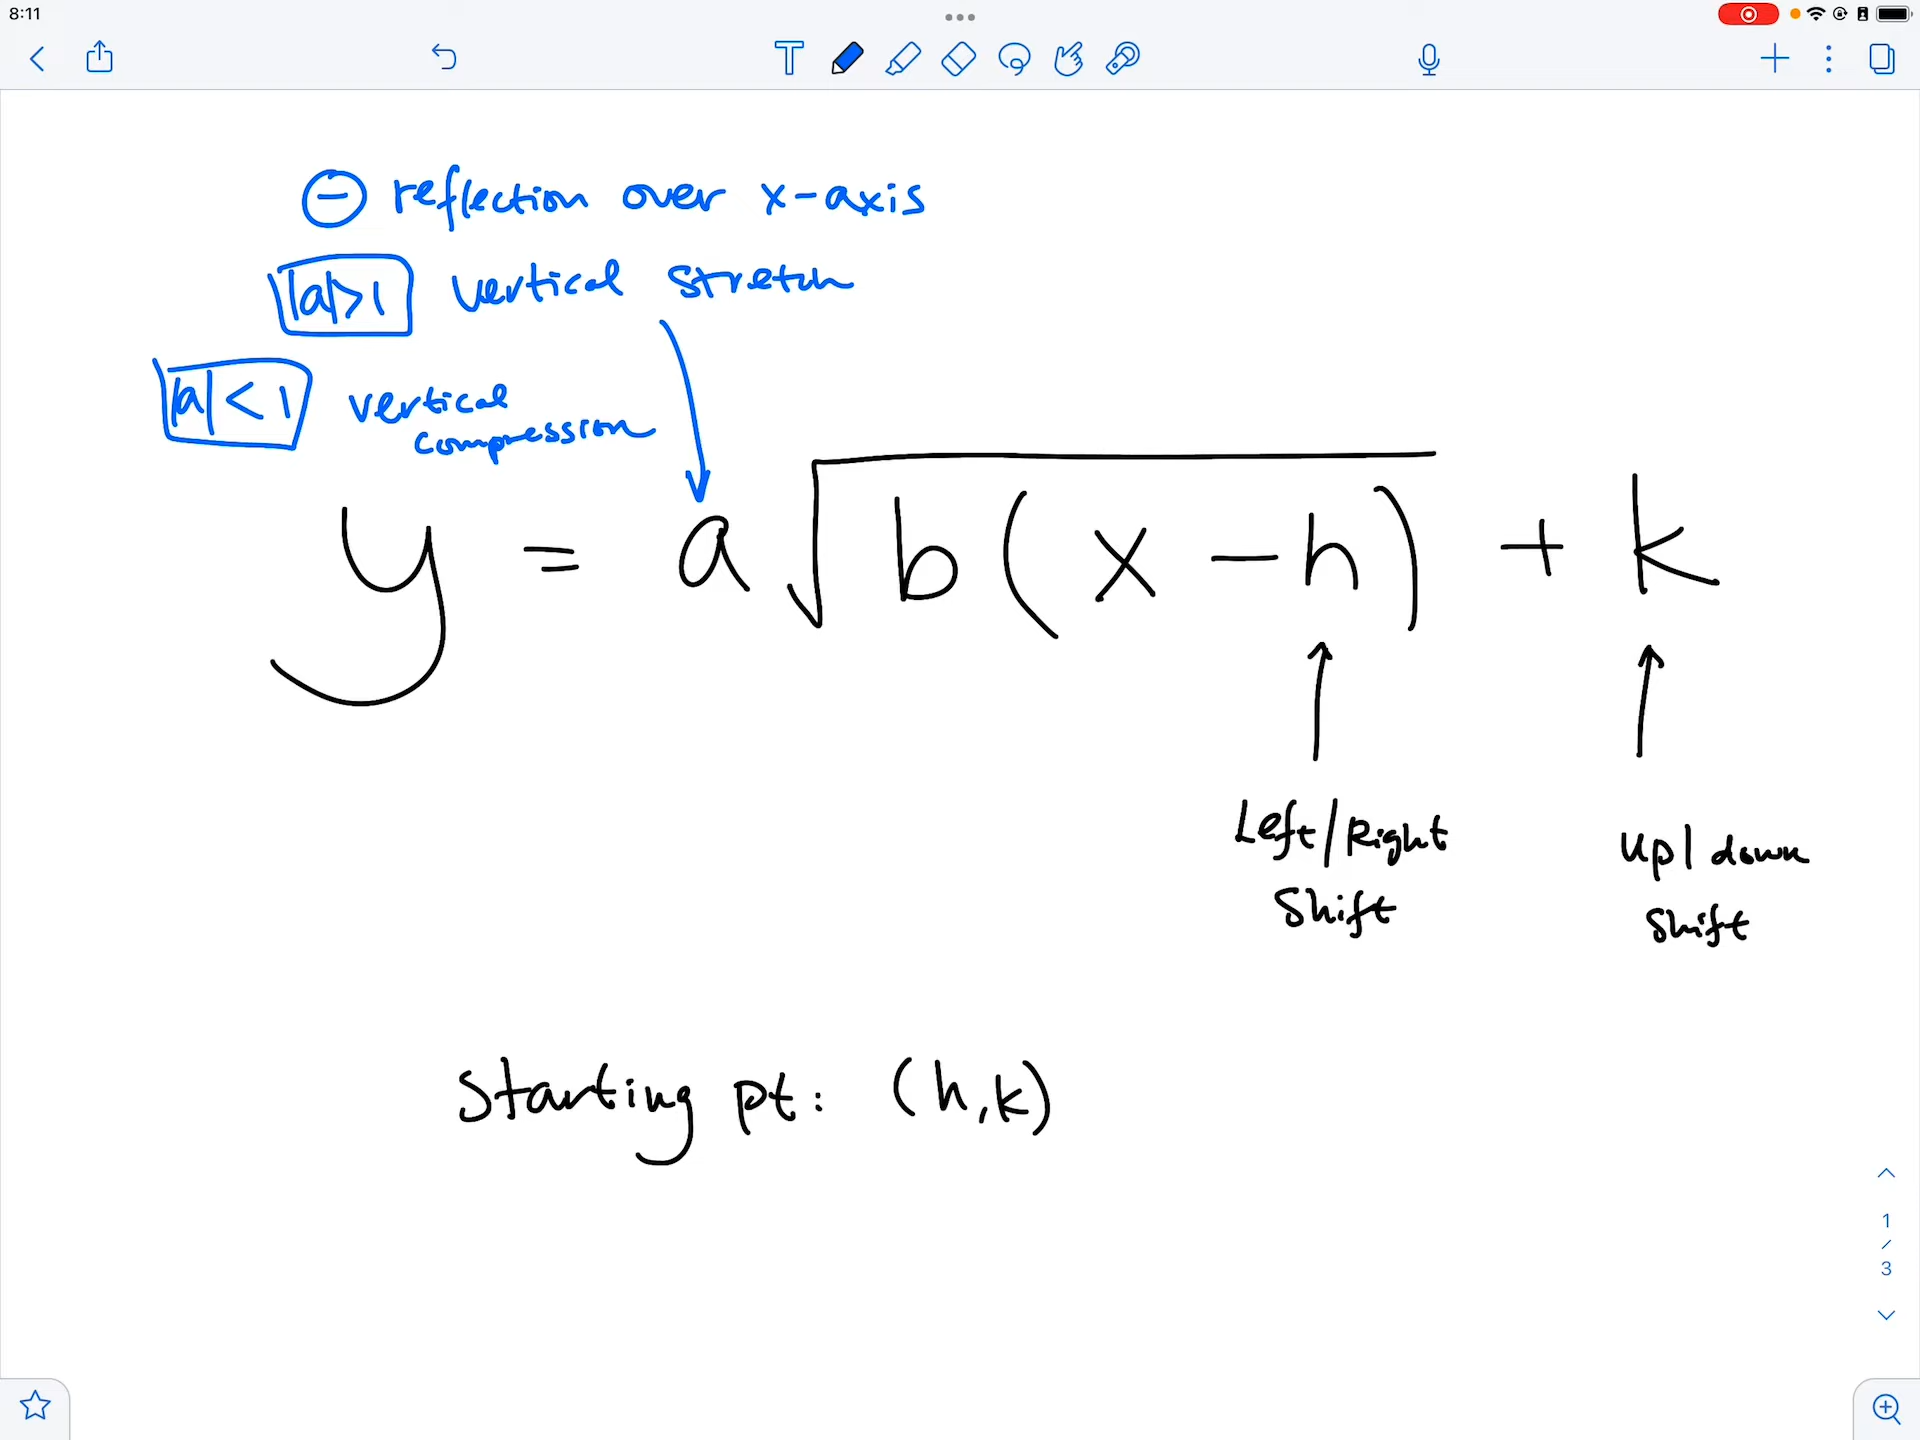 8:11
⊖ reflection over x-axis
|a|>1 vertical stretch
|a|<1 vertical
compression
y = a√b(x-h) + k
Left/Right
Shift
up/down
shift
Starting pt: (h,k)
1
/
3